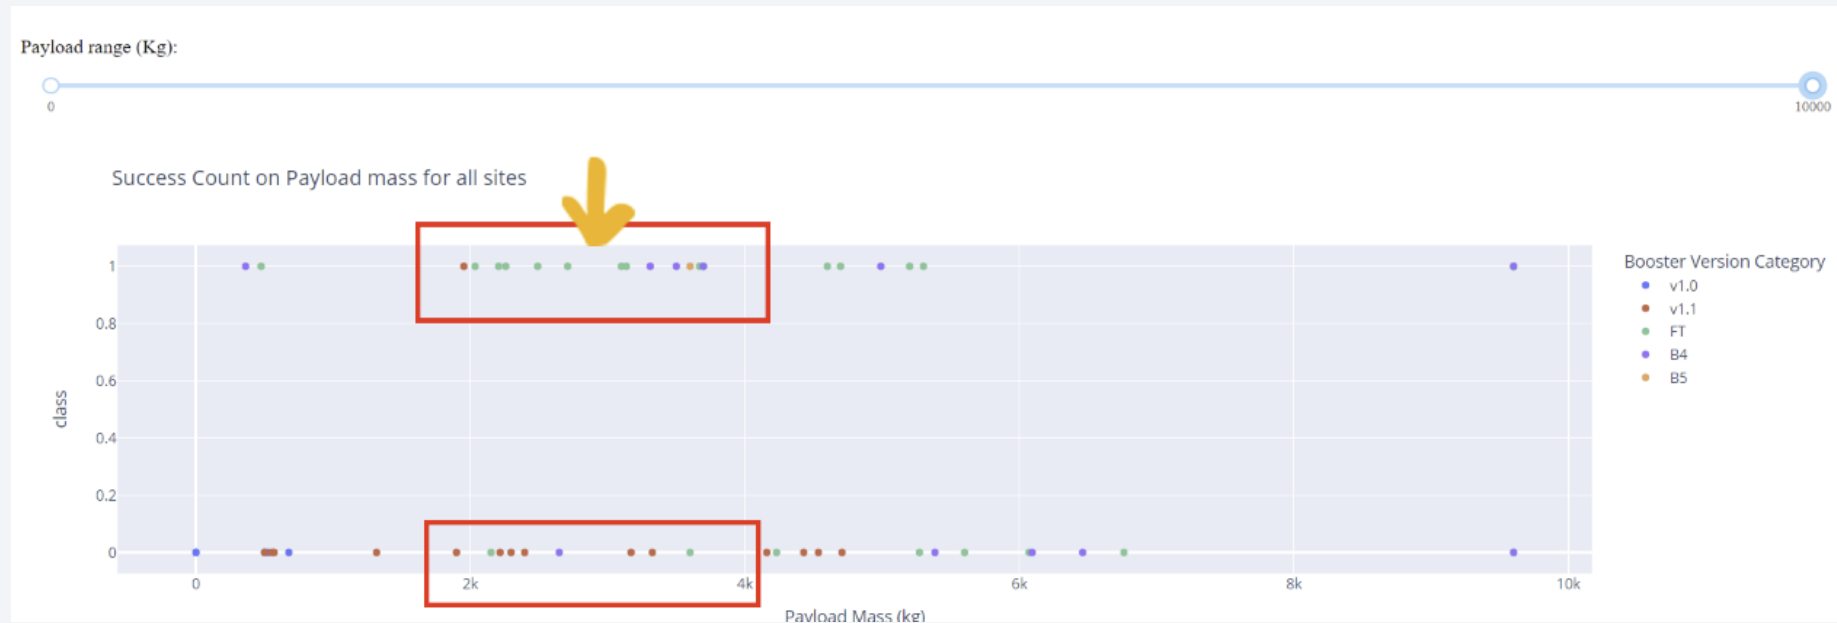 Payload range (Kg):
0
10000
Success Count on Payload mass for all sites
1
0.8
0.6
0.4
0.2
0
class
0
2k
4k
6k
8k
10k
Payload Mass (kg)
Booster Version Category
v1.0
v1.1
FT
B4
B5